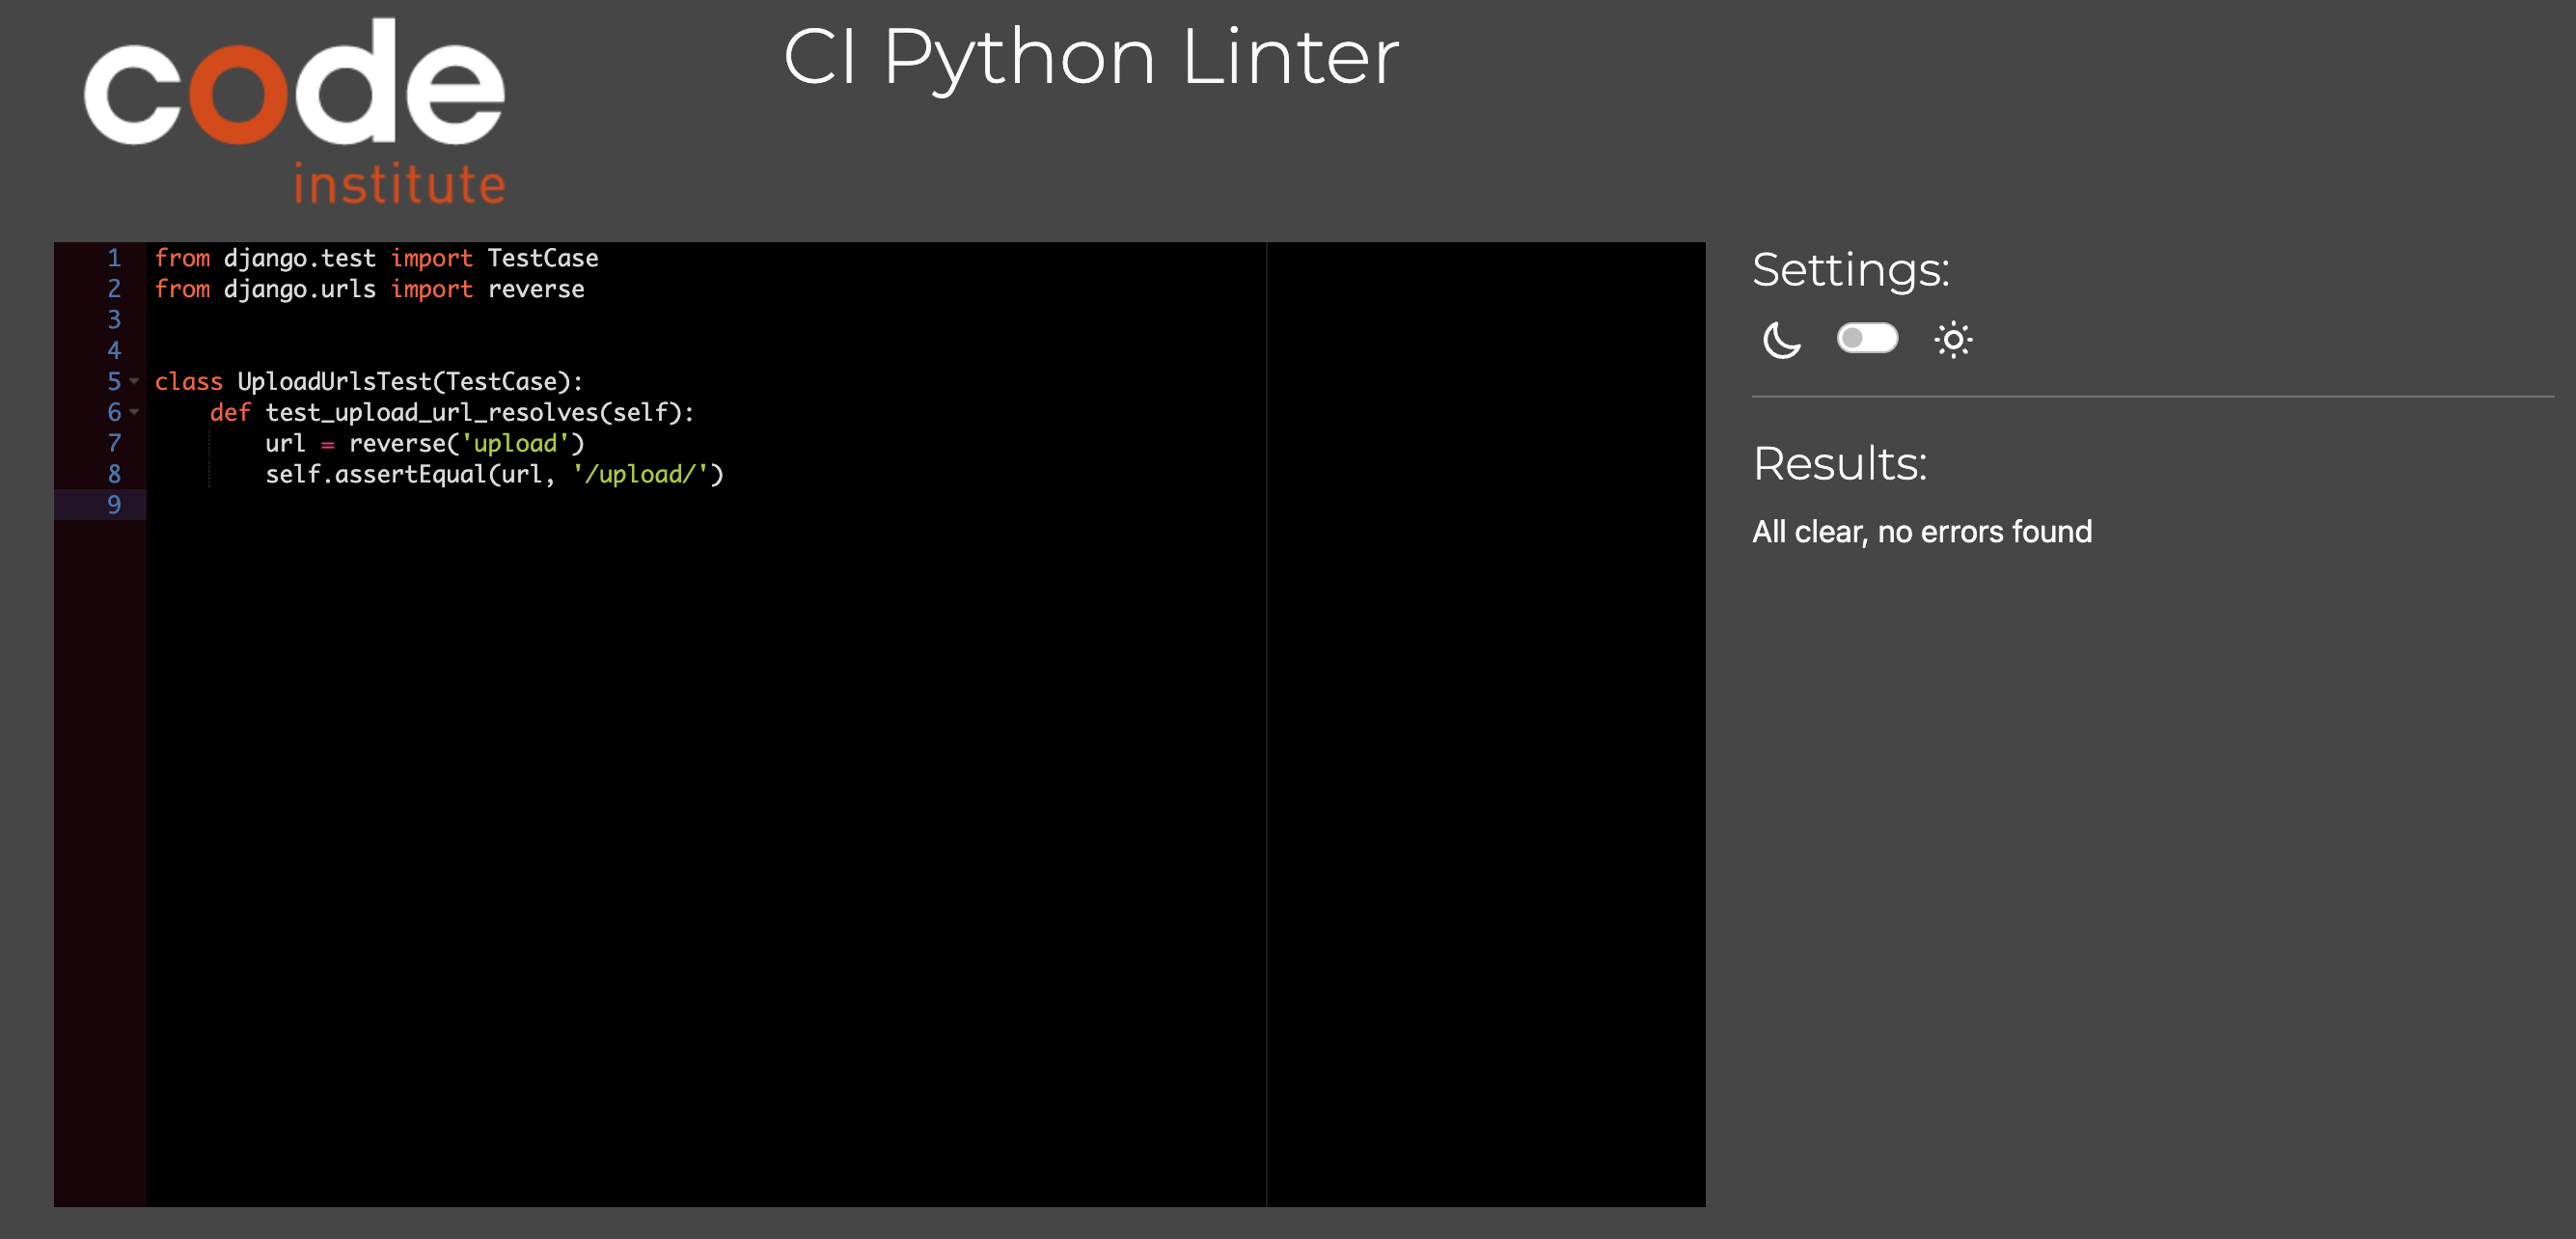 code
institute
CI Python Linter
1 from django.test import TestCase
2 from django.urls import reverse
3
4
5 class UploadUrlsTest(TestCase):
6     def test_upload_url_resolves(self):
7         url = reverse('upload')
8         self.assertEqual(url, '/upload/')
9
Settings:
Results:
All clear, no errors found